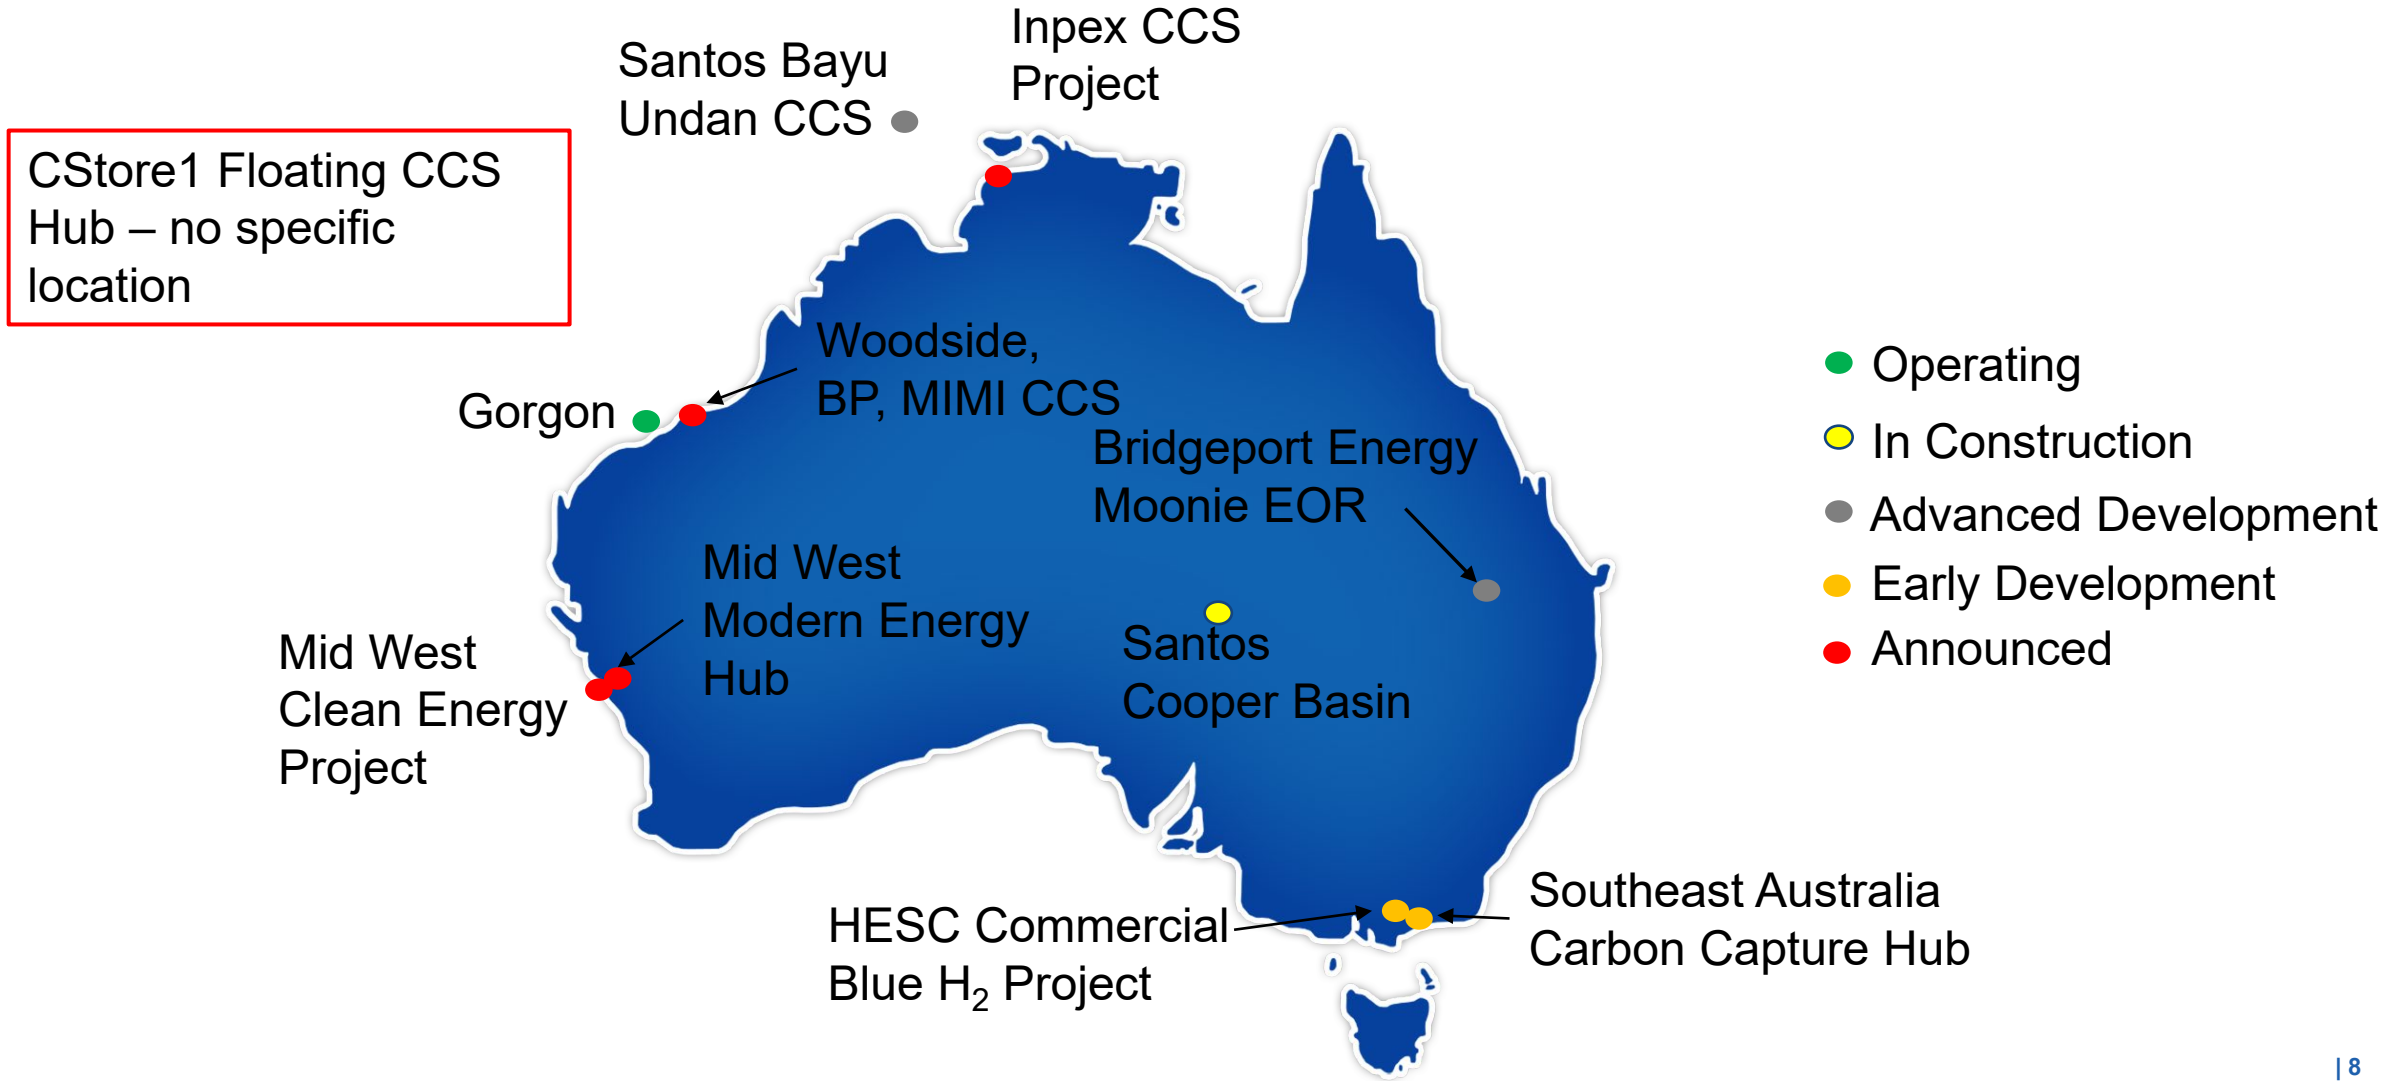 Inpex CCS
Project
Santos Bayu
Undan CCS
CStore1 Floating CCS
Hub – no specific
location
Woodside,
BP, MIMI CCS
Gorgon
Bridgeport Energy
Moonie EOR
Mid West
Modern Energy
Hub
Mid West
Clean Energy
Project
Santos
Cooper Basin
HESC Commercial
Blue H₂ Project
Southeast Australia
Carbon Capture Hub
Operating
In Construction
Advanced Development
Early Development
Announced
| 8